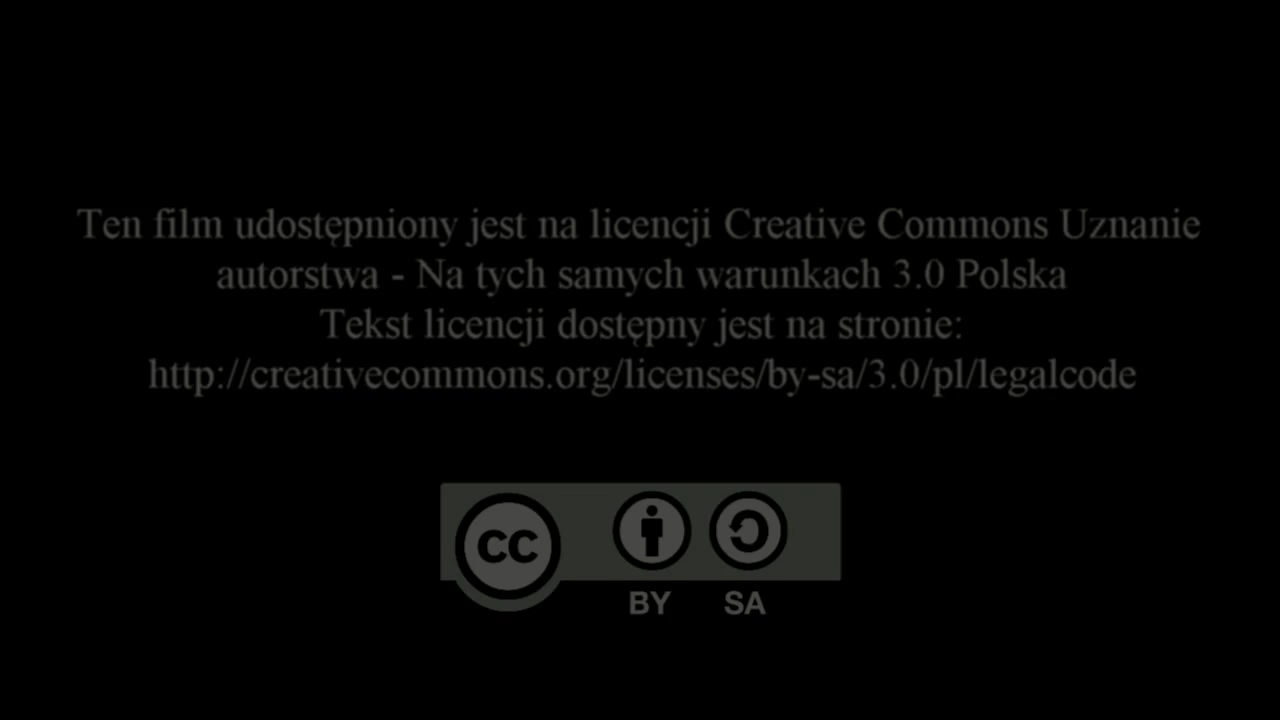 Ten film udostępniony jest na licencji Creative Commons Uznanie
autorstwa - Na tych samych warunkach 3.0 Polska
Tekst licencji dostępny jest na stronie:
http://creativecommons.org/licenses/by-sa/3.0/pl/legalcode
CC
BY SA